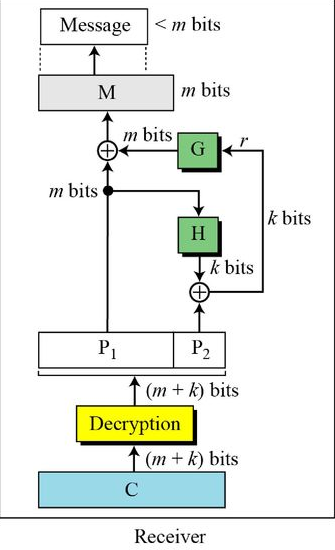 Message < m bits
M m bits
m bits G r
m bits
k bits
H
k bits
P1 P2
(m + k) bits
Decryption
(m + k) bits
C
Receiver